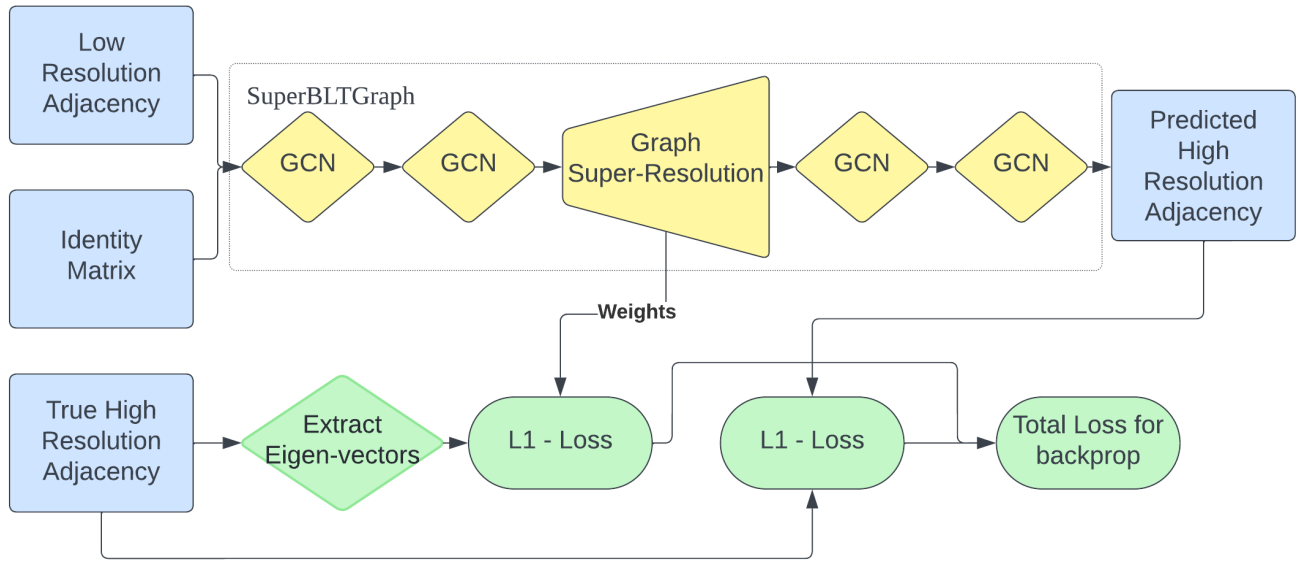 Low
Resolution
Adjacency
SuperBLTGraph
GCN
GCN
Graph
Super-Resolution
GCN
GCN
Predicted
High
Resolution
Adjacency
Identity
Matrix
Weights
True High
Resolution
Adjacency
Extract
Eigen-vectors
L1 - Loss
L1 - Loss
Total Loss for
backprop